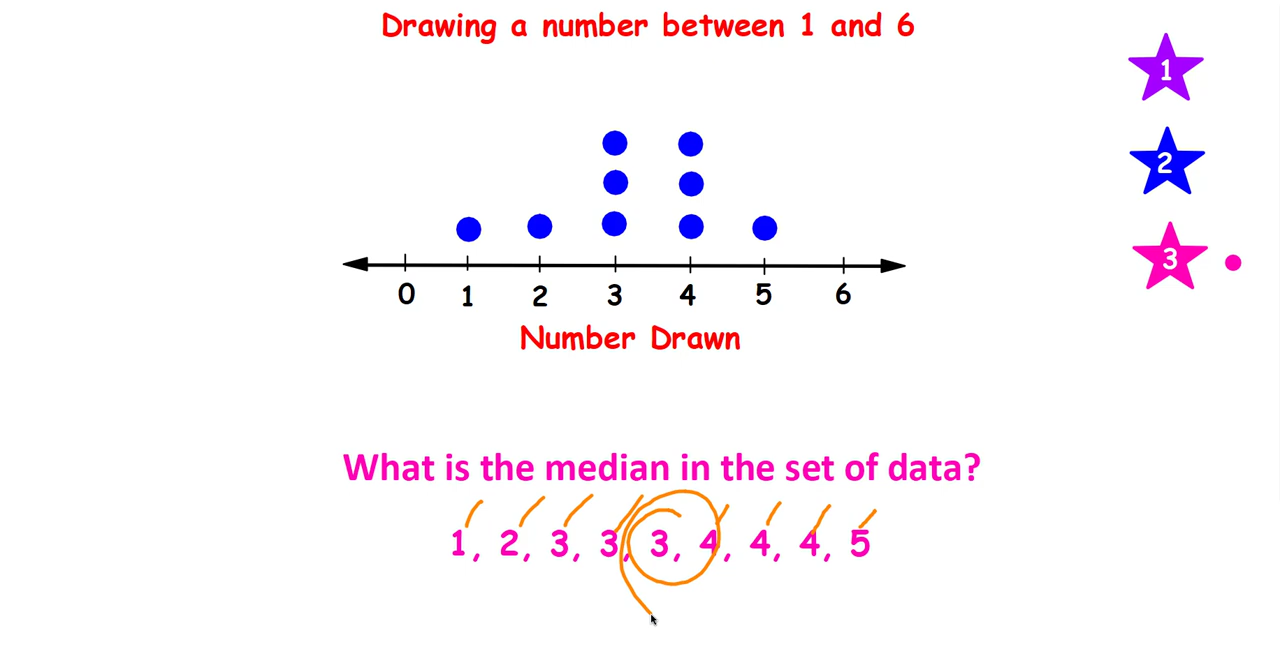 Drawing a number between 1 and 6
1
2
3
0 1 2 3 4 5 6
Number Drawn
What is the median in the set of data?
1, 2, 3, 3, 3, 4, 4, 4, 5